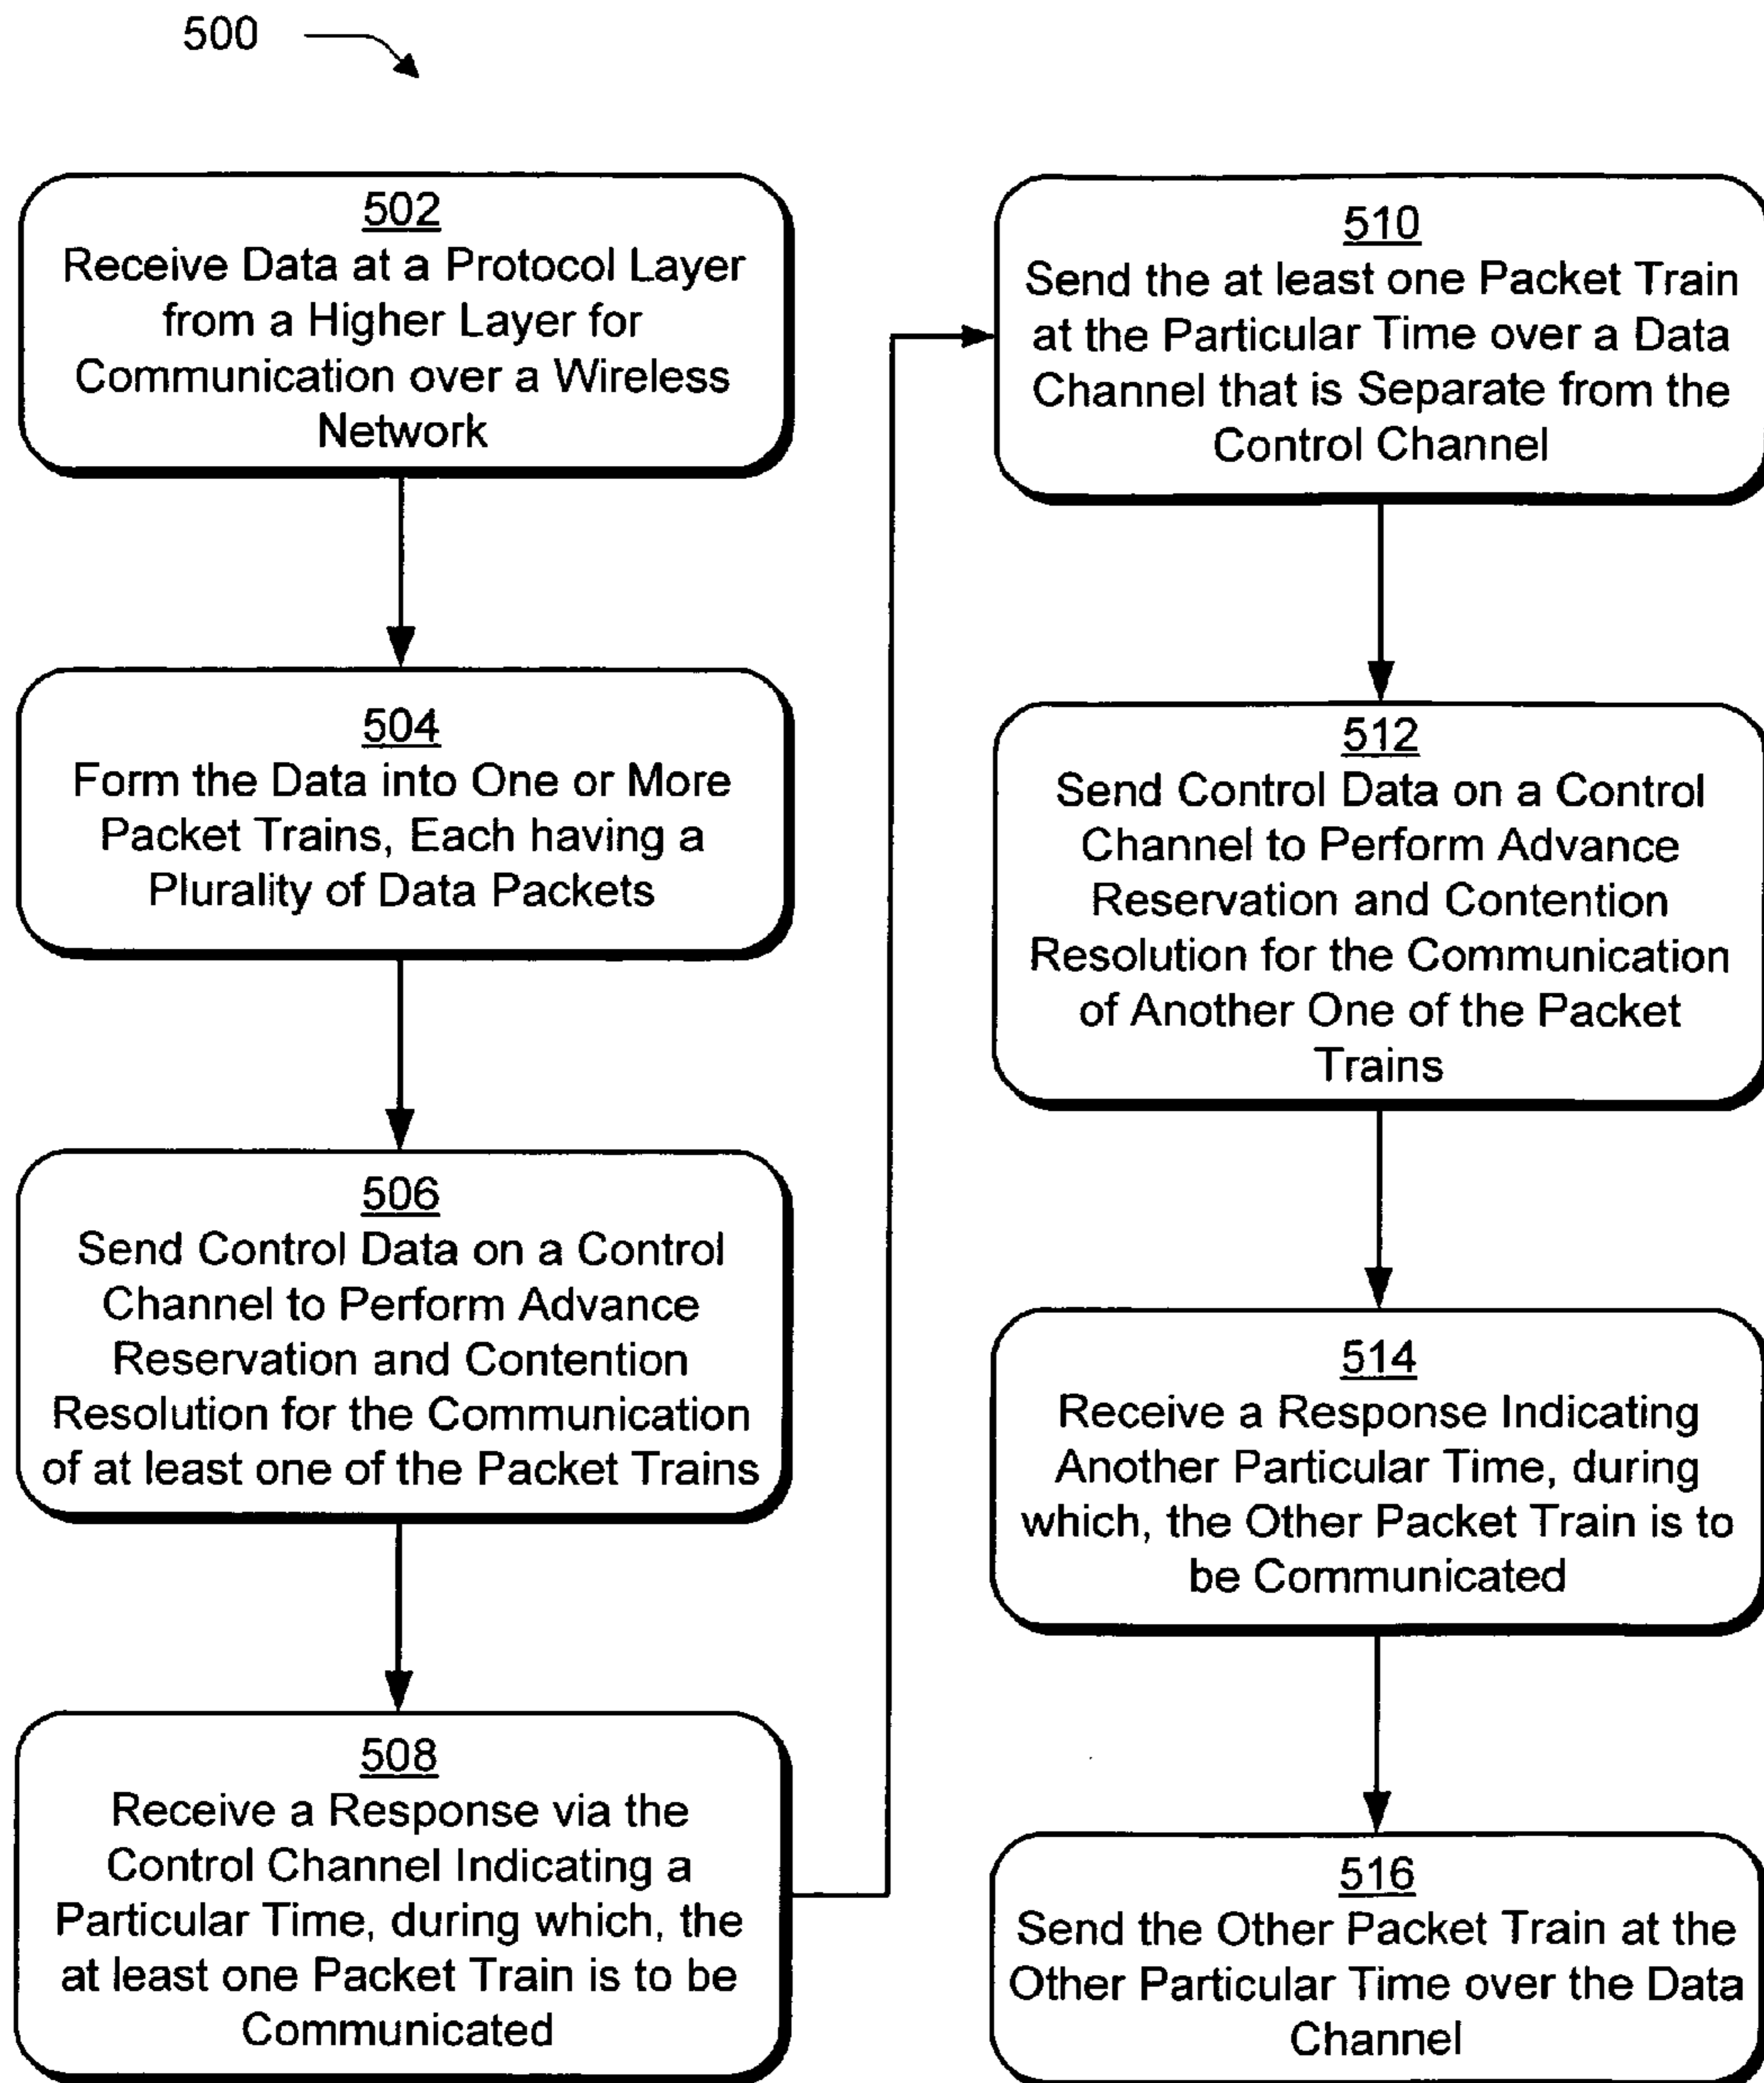 500
502
Receive Data at a Protocol Layer
from a Higher Layer for
Communication over a Wireless
Network
504
Form the Data into One or More
Packet Trains, Each having a
Plurality of Data Packets
506
Send Control Data on a Control
Channel to Perform Advance
Reservation and Contention
Resolution for the Communication
of at least one of the Packet Trains
508
Receive a Response via the
Control Channel Indicating a
Particular Time, during which, the
at least one Packet Train is to be
Communicated
510
Send the at least one Packet Train
at the Particular Time over a Data
Channel that is Separate from the
Control Channel
512
Send Control Data on a Control
Channel to Perform Advance
Reservation and Contention
Resolution for the Communication
of Another One of the Packet
Trains
514
Receive a Response Indicating
Another Particular Time, during
which, the Other Packet Train is to
be Communicated
516
Send the Other Packet Train at the
Other Particular Time over the Data
Channel